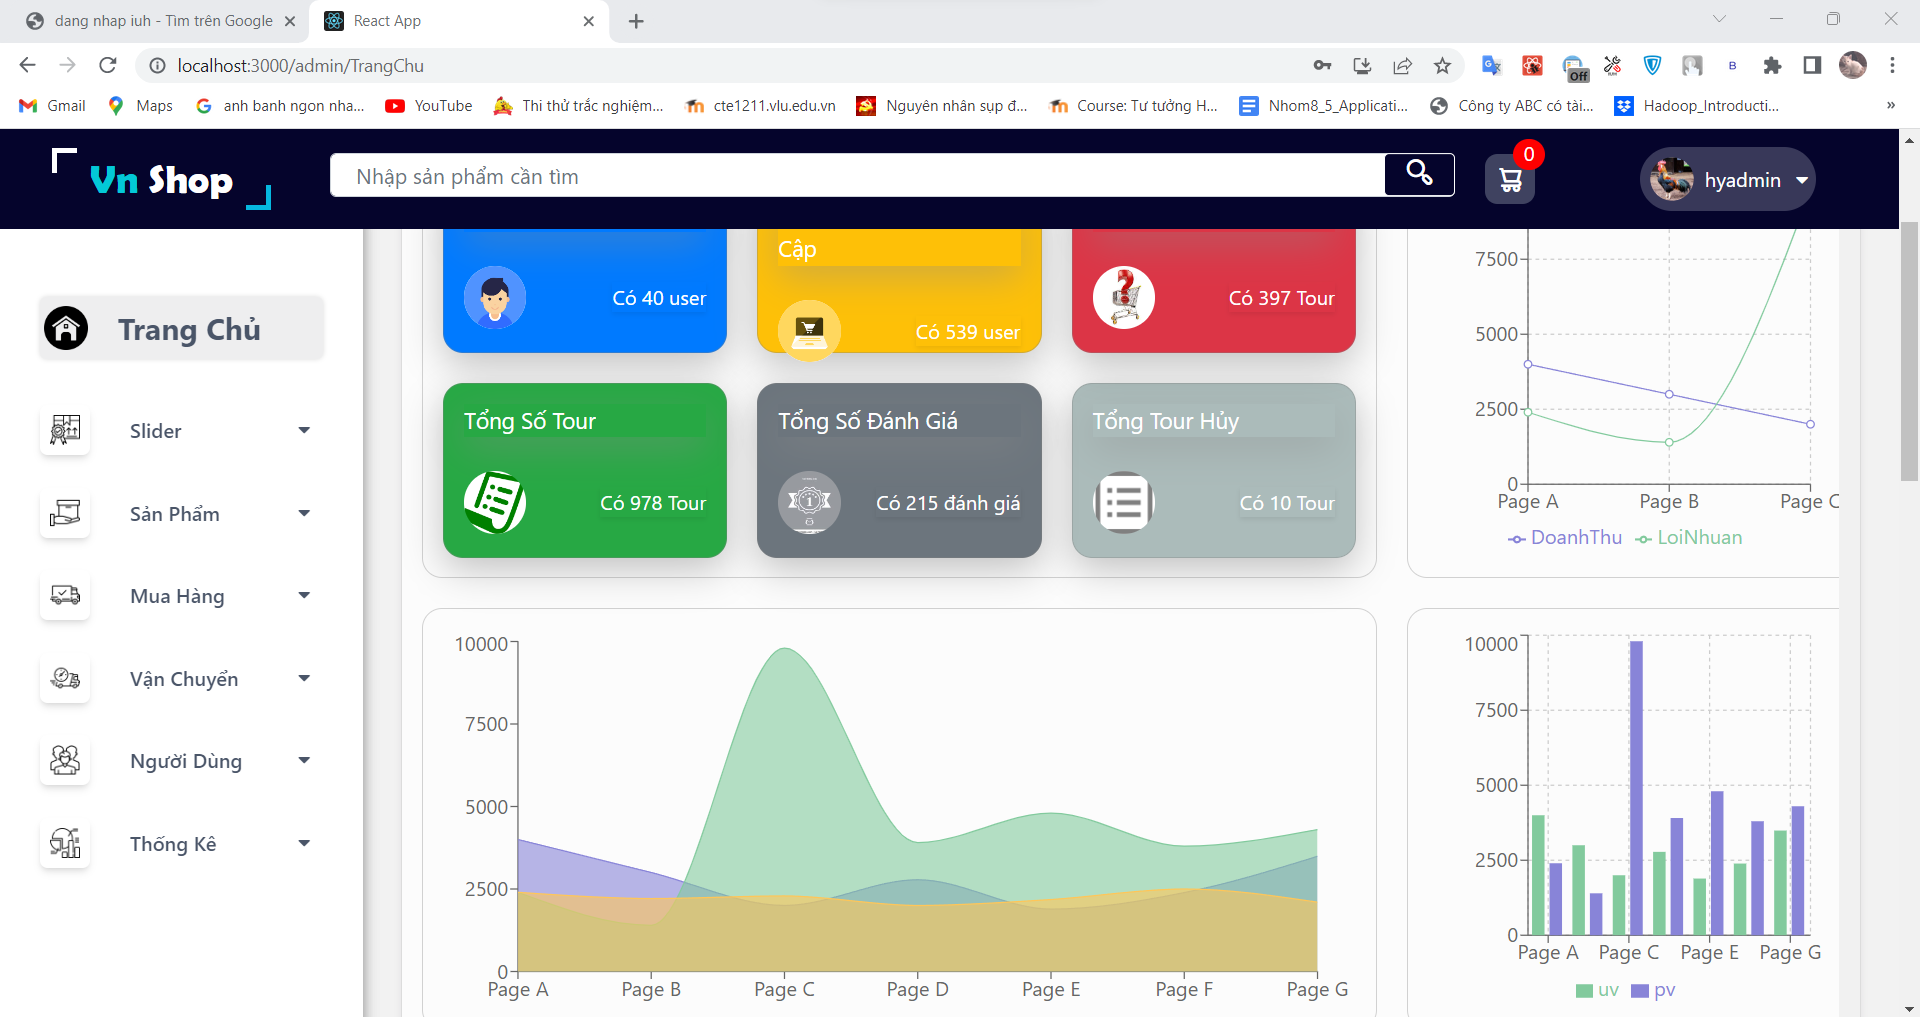 dang nhap iuh - Tìm trên Google
React App
localhost:3000/admin/TrangChu
Off
B
Gmail
Maps
anh banh ngon nha...
YouTube
Thi thử trắc nghiệm...
cte1211.vlu.edu.vn
Nguyên nhân sụp đ...
Course: Tư tưởng H...
Nhom8_5_Applicati...
Công ty ABC có tài...
Hadoop_Introducti...
»
Vn Shop
Nhập sản phẩm cần tìm
0
hyadmin
Trang Chủ
Slider
Sản Phẩm
Mua Hàng
Vận Chuyển
Người Dùng
Thống Kê
Có 40 user
Cập
Có 539 user
Có 397 Tour
Tổng Số Tour
Có 978 Tour
Tổng Số Đánh Giá
1
Có 215 đánh giá
Tổng Tour Hủy
Có 10 Tour
7500
5000
2500
0
Page A
Page B
Page C
DoanhThu
LoiNhuan
10000
7500
5000
2500
0
Page A
Page B
Page C
Page D
Page E
Page F
Page G
10000
7500
5000
2500
0
Page A
Page C
Page E
Page G
uv
pv